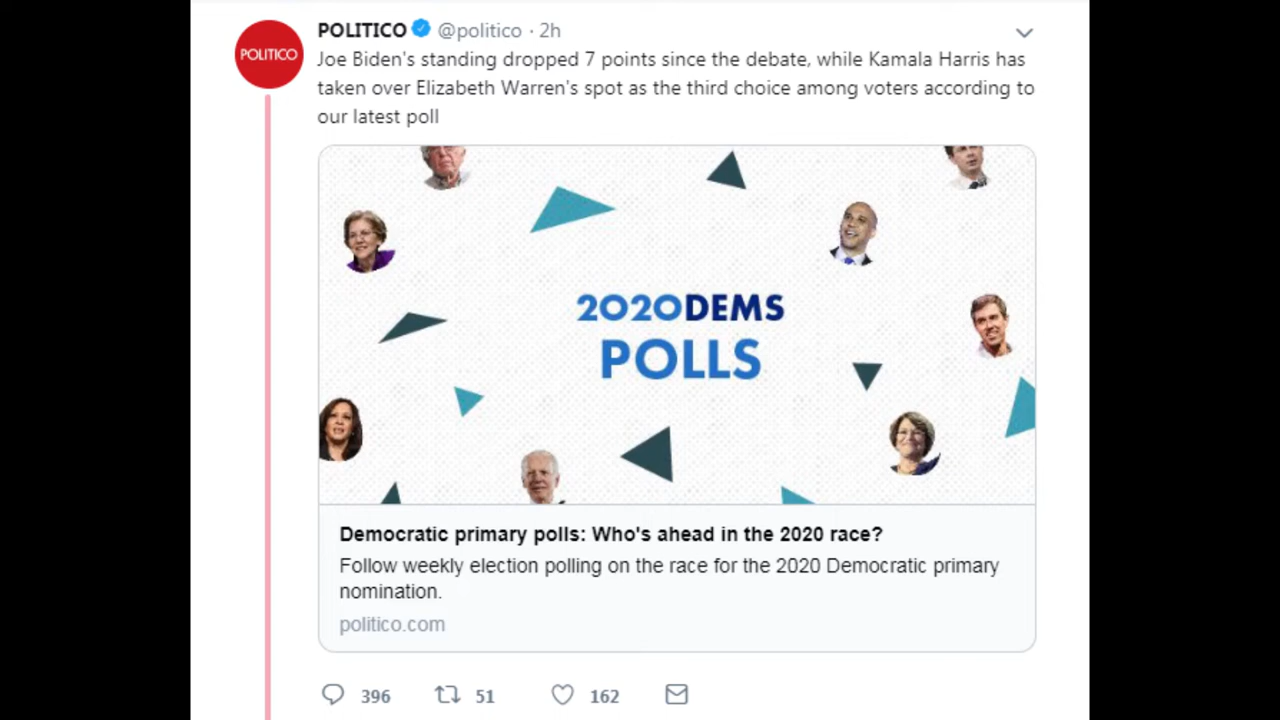 POLITICO
POLITICO @politico · 2h
Joe Biden's standing dropped 7 points since the debate, while Kamala Harris has
taken over Elizabeth Warren's spot as the third choice among voters according to
our latest poll
2020DEMS
POLLS
Democratic primary polls: Who's ahead in the 2020 race?
Follow weekly election polling on the race for the 2020 Democratic primary
nomination.
politico.com
396 51 162